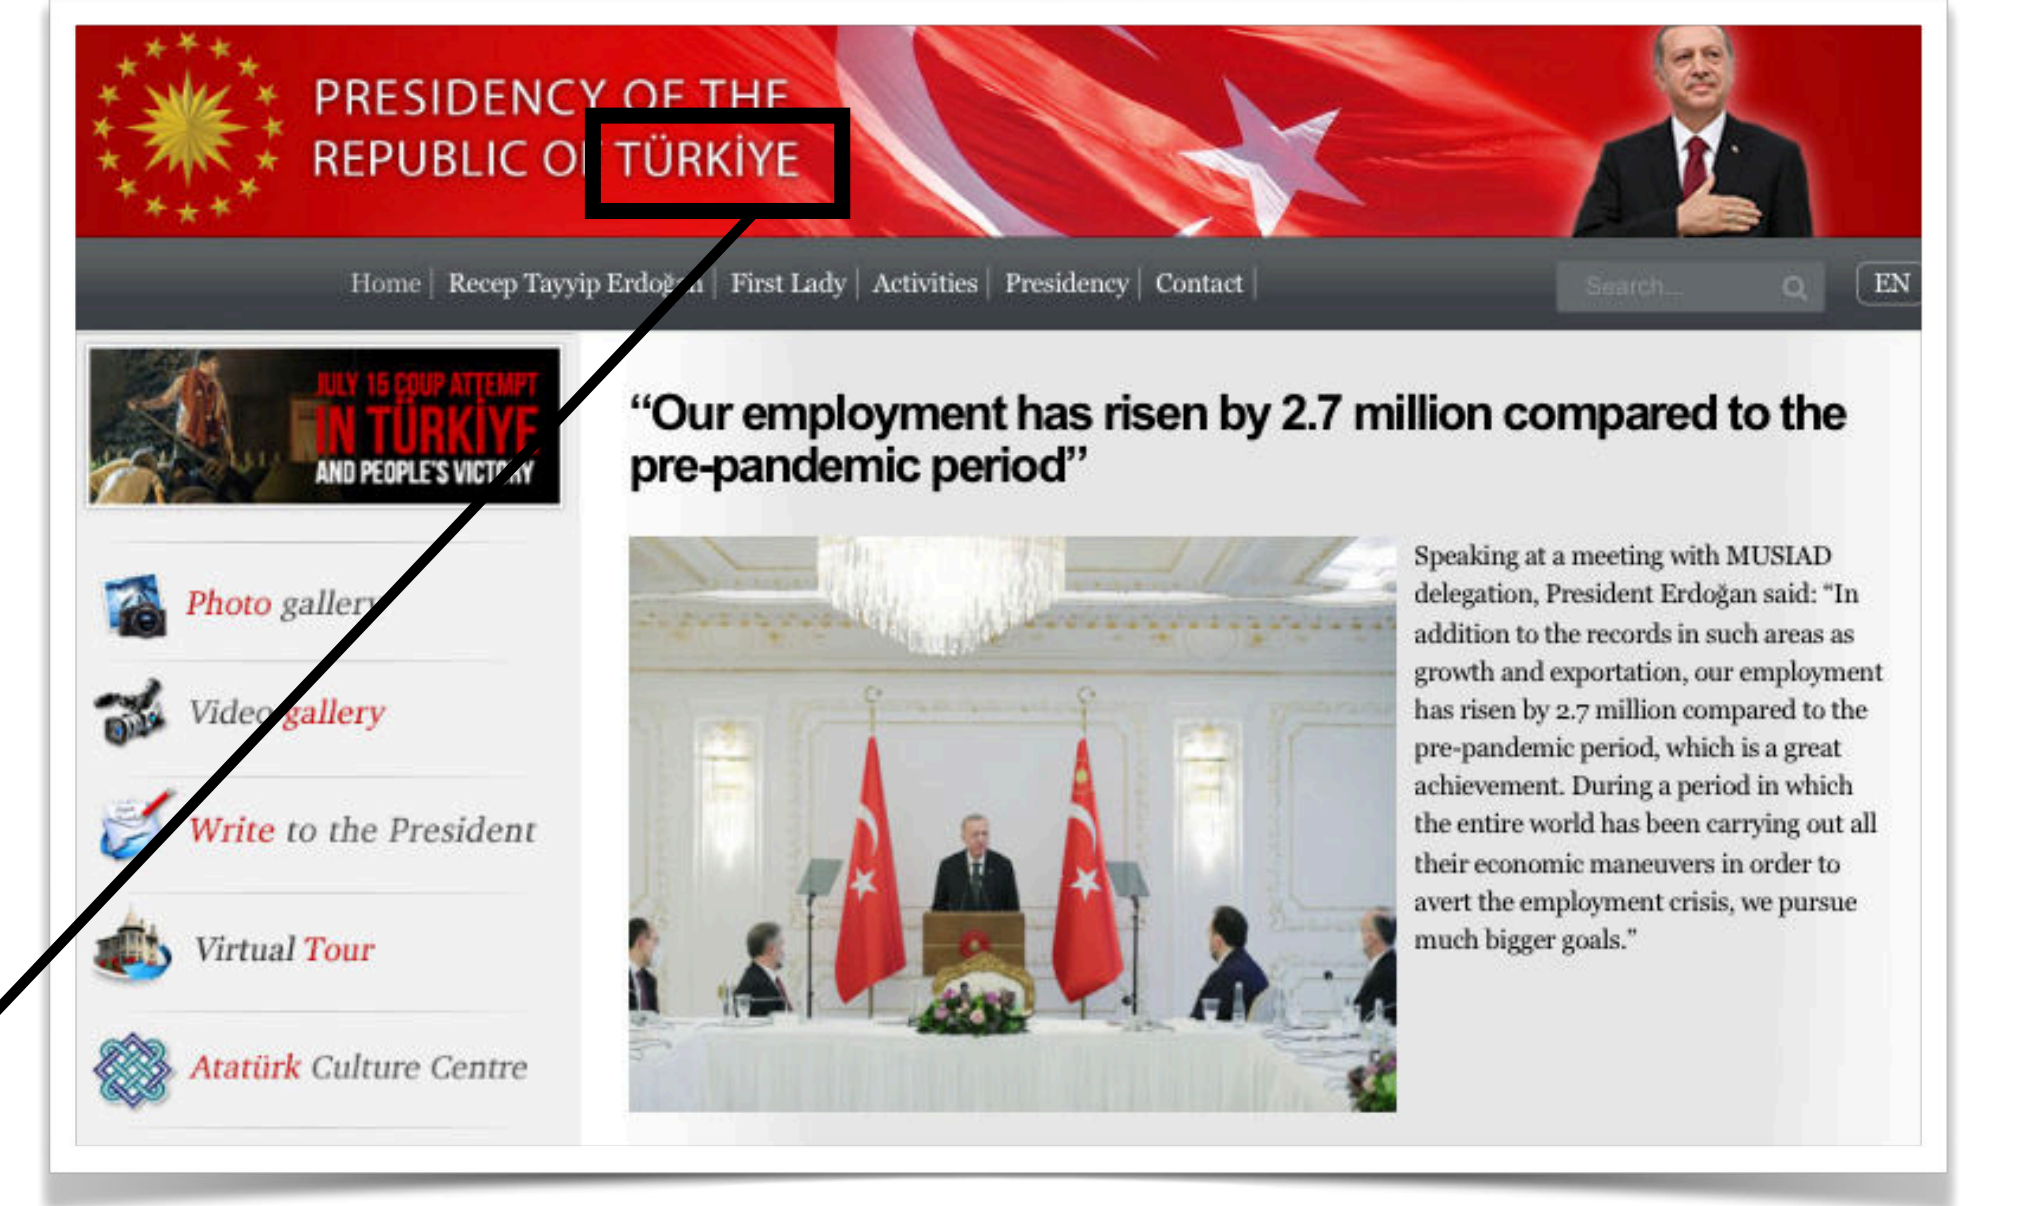 PRESIDENCY OF THE
REPUBLIC OF TÜRKİYE
Home | Recep Tayyip Erdoğan | First Lady | Activities | Presidency | Contact |
Search...
EN
JULY 15 COUP ATTEMPT
IN TÜRKİYE
AND PEOPLE'S VICTORY
“Our employment has risen by 2.7 million compared to the
pre-pandemic period”
Photo gallery
Video gallery
Write to the President
Virtual Tour
Atatürk Culture Centre
Speaking at a meeting with MUSIAD
delegation, President Erdoğan said: “In
addition to the records in such areas as
growth and exportation, our employment
has risen by 2.7 million compared to the
pre-pandemic period, which is a great
achievement. During a period in which
the entire world has been carrying out all
their economic maneuvers in order to
avert the employment crisis, we pursue
much bigger goals.”